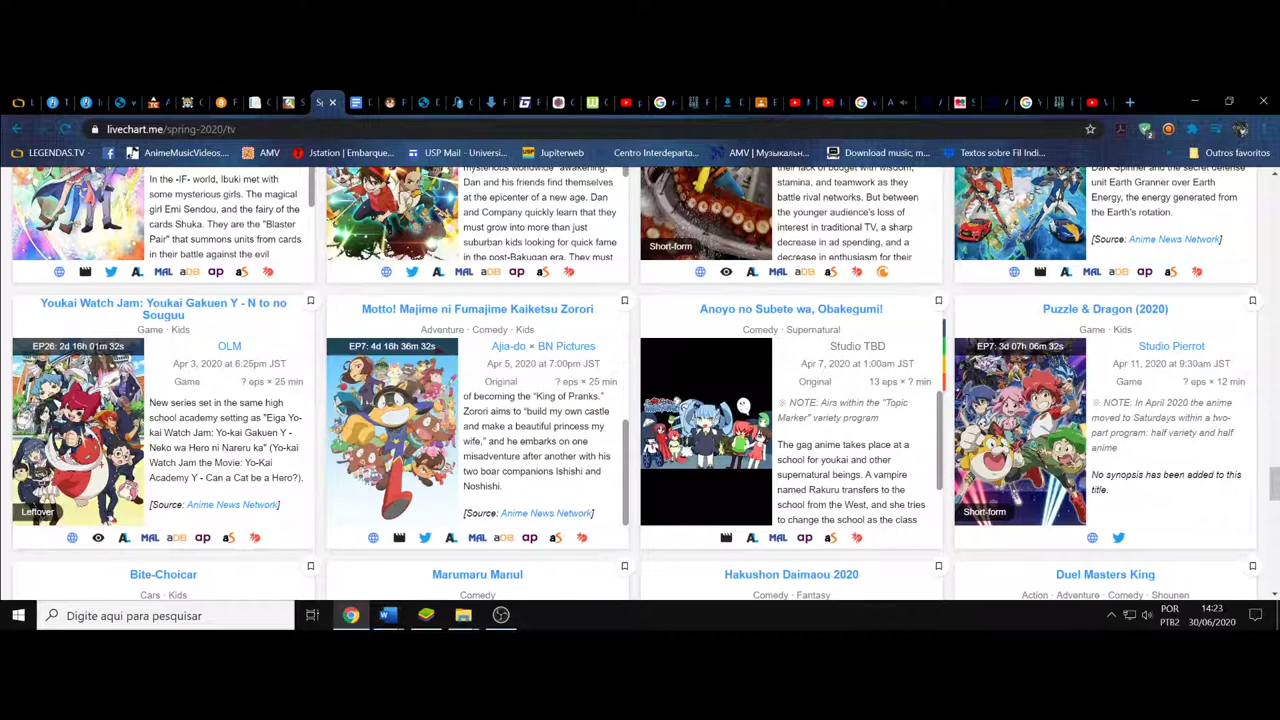 livechart.me/spring-2020/tv
LEGENDAS.TV
AnimeMusicVideos....
AMV
Jstation | Embarque...
USP Mail - Universi...
Jupiterweb
Centro Interdeparta...
AMV | Музыкальн...
Download music, m...
Textos sobre Fil Indi...
Outros favoritos
In the -IF- world, Ibuki met with
some mysterious girls. The magical
girl Emi Sendou, and the fairy of the
cards Shuka. They are the "Blaster
Pair" that summons units from cards
in their battle against the evil
mysterious worldwide "awakening,"
Dan and his friends find themselves
at the epicenter of a new age. Dan
and Company quickly learn that they
must grow into more than just
suburban kids looking for quick fame
in the post-Bakugan era. They must
Short-form
their lack of budget with wisdom,
stamina, and teamwork as they
battle rival networks. But between
the younger audience's loss of
interest in traditional TV, a sharp
decrease in ad spending, and a
decrease in enthusiasm for their
Dark Spinner and the secret defense
unit Earth Granner over Earth
Energy, the energy generated from
the Earth's rotation.
[Source: Anime News Network]
Youkai Watch Jam: Youkai Gakuen Y - N to no
Souguu
Game · Kids
EP26: 2d 16h 01m 32s
OLM
Apr 3, 2020 at 6:25pm JST
Game
? eps × 25 min
New series set in the same high
school academy setting as "Eiga Yo-
kai Watch Jam: Yo-kai Gakuen Y -
Neko wa Hero ni Nareru ka" (Yo-kai
Watch Jam the Movie: Yo-Kai
Academy Y - Can a Cat be a Hero?).
[Source: Anime News Network]
Leftover
Motto! Majime ni Fumajime Kaiketsu Zorori
Adventure · Comedy · Kids
EP7: 4d 16h 36m 32s
Ajia-do × BN Pictures
Apr 5, 2020 at 7:00pm JST
Original
? eps × 25 min
of becoming the “King of Pranks.”
Zorori aims to “build my own castle
and make a beautiful princess my
wife,” and he embarks on one
misadventure after another with his
two boar companions Ishishi and
Noshishi.
[Source: Anime News Network]
Anoyo no Subete wa, Obakegumi!
Comedy · Supernatural
Studio TBD
Apr 7, 2020 at 1:00am JST
Original
13 eps × ? min
※ NOTE: Airs within the "Topic
Marker" variety program
The gag anime takes place at a
school for youkai and other
supernatural beings. A vampire
named Rakuru transfers to the
school from the West, and she tries
to change the school as the class
Puzzle & Dragon (2020)
Game · Kids
EP7: 3d 07h 06m 32s
Studio Pierrot
Apr 11, 2020 at 9:30am JST
Game
? eps × 12 min
※ NOTE: In April 2020 the anime
moved to Saturdays within a two-
part program: half variety and half
anime
No synopsis has been added to this
title.
Short-form
Bite-Choicar
Cars · Kids
Marumaru Manul
Comedy
Hakushon Daimaou 2020
Comedy · Fantasy
Duel Masters King
Action · Adventure · Comedy · Shounen
Digite aqui para pesquisar
POR
PTB2
14:23
30/06/2020